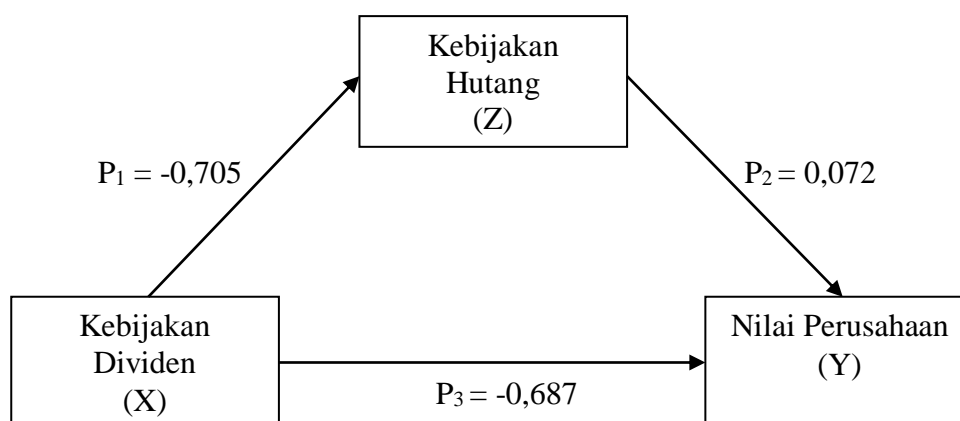 Kebijakan
Hutang
(Z)
P₁ = -0,705
P₂ = 0,072
Kebijakan
Dividen
(X)
Nilai Perusahaan
(Y)
P₃ = -0,687